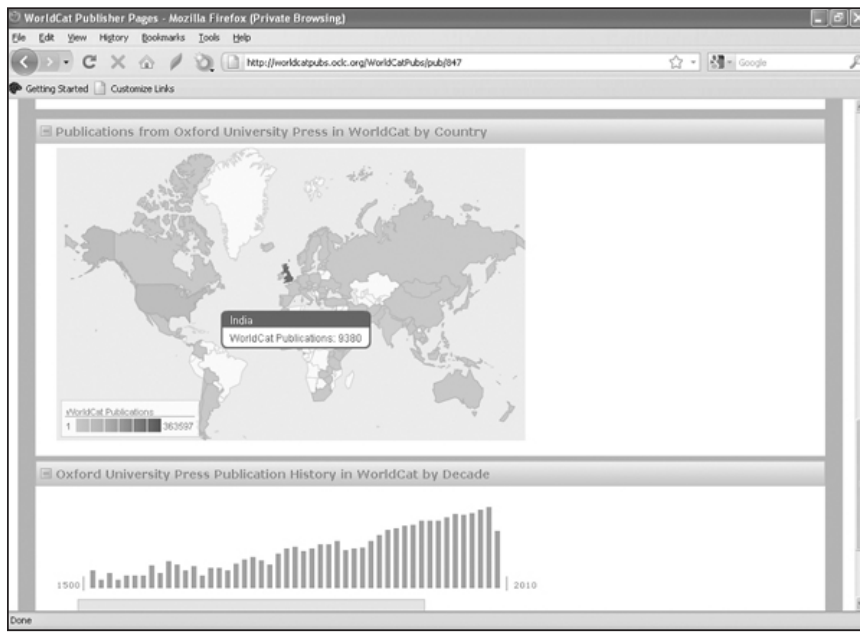 WorldCat Publisher Pages - Mozilla Firefox (Private Browsing)
File Edit View History Bookmarks Tools Help
http://worldcatpubs.oclc.org/WorldCatPubs/pub/847
Google
Getting Started Customize Links
Publications from Oxford University Press in WorldCat by Country
India
WorldCat Publications: 9380
WorldCat Publications
1 363597
Oxford University Press Publication History in WorldCat by Decade
1500 2010
Done